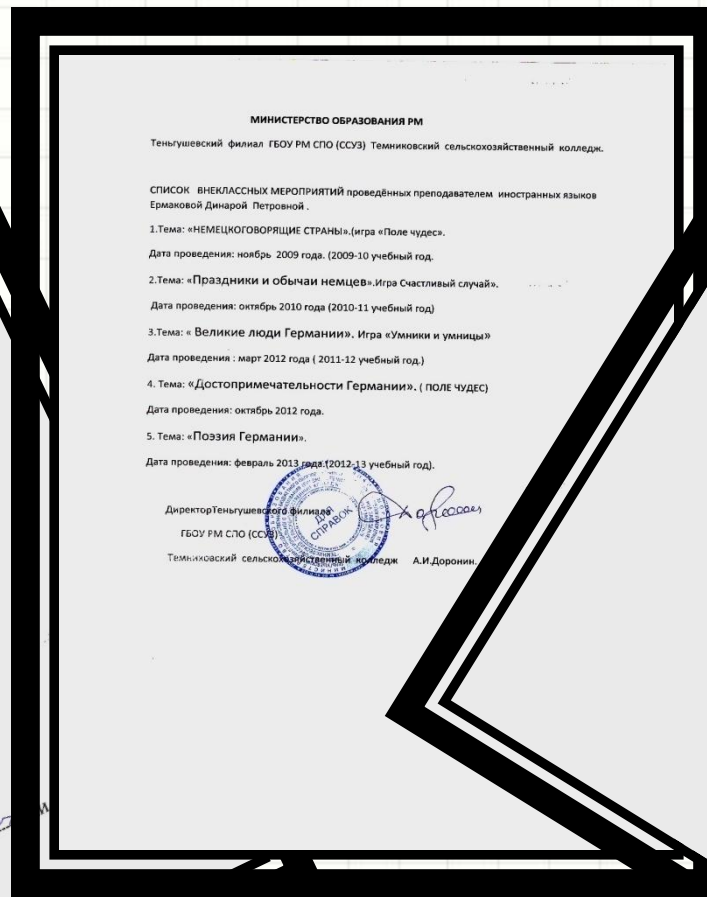 МИНИСТЕРСТВО ОБРАЗОВАНИЯ РМ
Теньгушевский филиал ГБОУ РМ СПО (ССУЗ) Темниковский сельскохозяйственный колледж.
СПИСОК ВНЕКЛАССНЫХ МЕРОПРИЯТИЙ проведённых преподавателем иностранных языков
Ермаковой Динарой Петровной .
1.Тема: «НЕМЕЦКОГОВОРЯЩИЕ СТРАНЫ».(игра «Поле чудес».
Дата проведения: ноябрь 2009 года. (2009-10 учебный год.
2.Тема: «Праздники и обычаи немцев».Игра Счастливый случай».
Дата проведения: октябрь 2010 года (2010-11 учебный год)
3.Тема: « Великие люди Германии». Игра «Умники и умницы»
Дата проведения : март 2012 года ( 2011-12 учебный год.)
4. Тема: «Достопримечательности Германии». ( ПОЛЕ ЧУДЕС)
Дата проведения: октябрь 2012 года.
5. Тема: «Поэзия Германии».
Дата проведения: февраль 2013 года.(2012-13 учебный год).
ДиректорТеньгушевского филиала
ГБОУ РМ СПО (ССУЗ)
ДЛЯ
СПРАВОК
Темниковский сельскохозяйственный колледж А.И.Доронин.